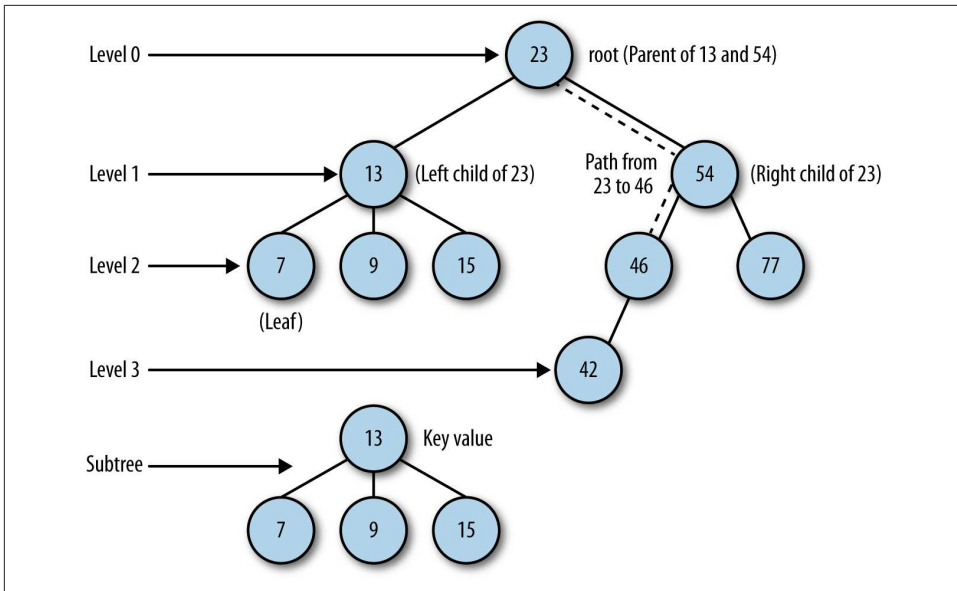 Level 0
23
root (Parent of 13 and 54)
Level 1
13
(Left child of 23)
Path from
23 to 46
54
(Right child of 23)
Level 2
7
9
15
46
77
(Leaf)
Level 3
42
13
Key value
Subtree
7
9
15